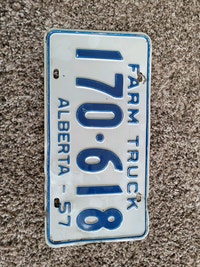 FARM TRUCK
170·618
ALBERTA - 57